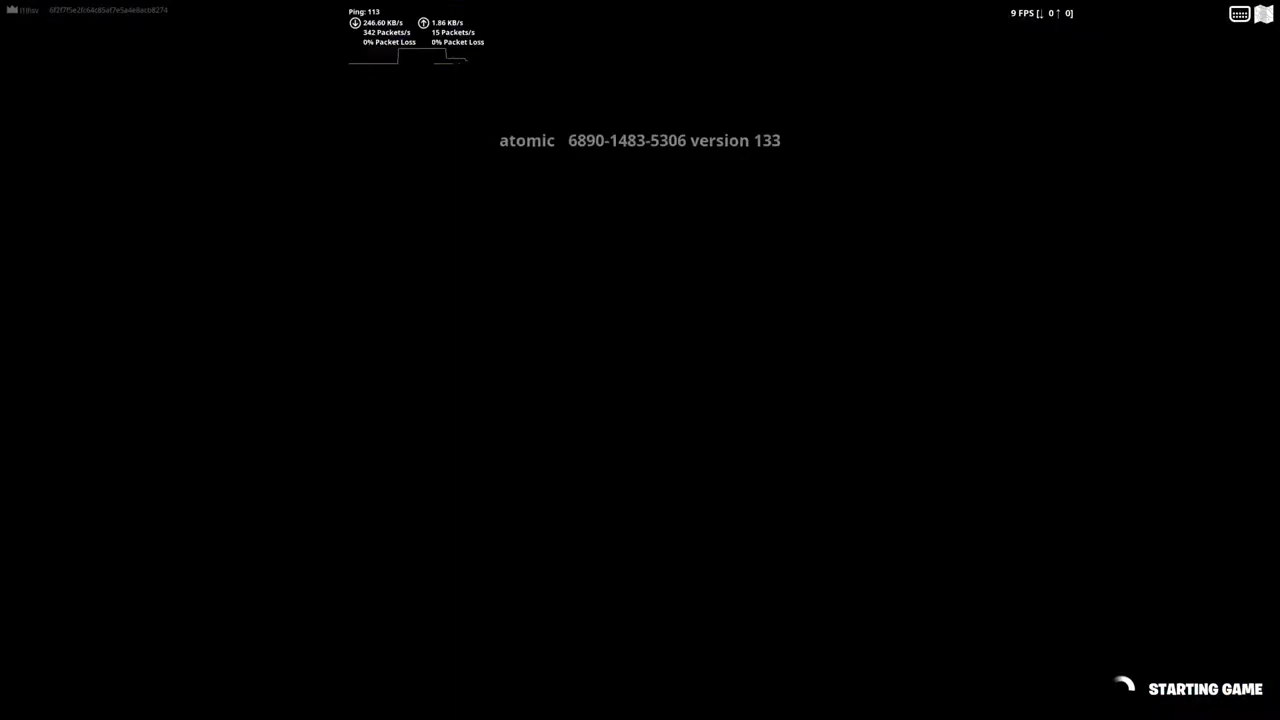 Ping: 113
246.60 KB/s 1.86 KB/s
342 Packets/s 15 Packets/s
0% Packet Loss 0% Packet Loss
9 FPS [↓ 0 ↑ 0]
atomic 6890-1483-5306 version 133
STARTING GAME